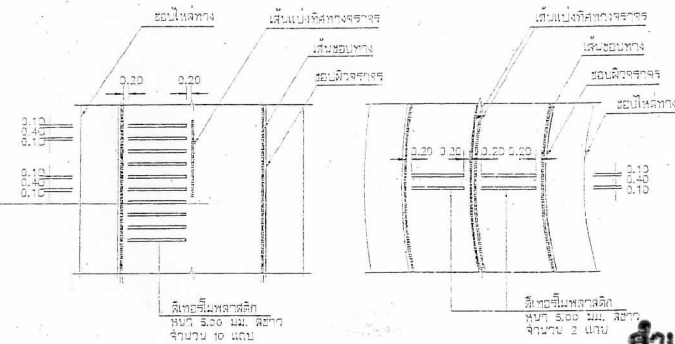 ขอบไหล่ทาง
เส้นแบ่งทิศทางจราจร
เส้นขอบทาง
ขอบผิวจราจร
0.20
0.20
0.10
0.40
0.10
0.10
0.40
0.10
สีเทอร์โมพลาสติก
หนา 5.00 มม. สีขาว
จำนวน 10 แถบ
เส้นแบ่งทิศทางจราจร
เส้นขอบทาง
ขอบผิวจราจร
ขอบไหล่ทาง
0.20
0.20
0.20
0.20
0.10
0.40
0.10
สีเทอร์โมพลาสติก
หนา 5.00 มม. สีขาว
จำนวน 2 แถบ